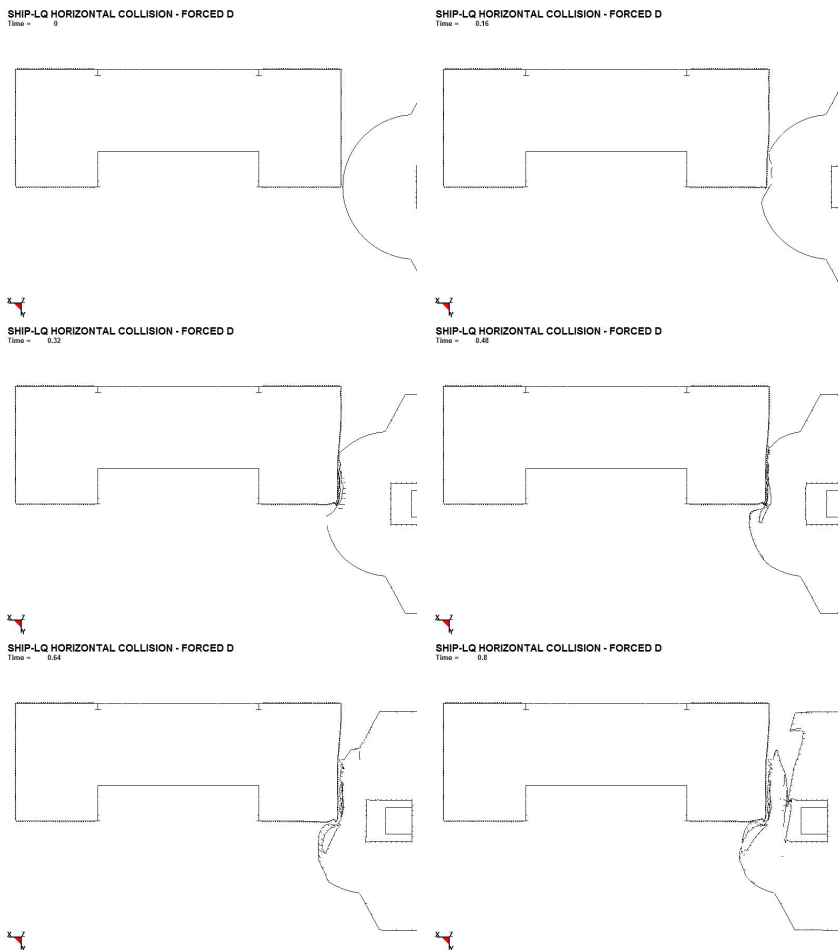 SHIP-LQ HORIZONTAL COLLISION - FORCED D
Time = 0
X Z
Y
SHIP-LQ HORIZONTAL COLLISION - FORCED D
Time = 0.16
X Z
Y
SHIP-LQ HORIZONTAL COLLISION - FORCED D
Time = 0.32
X Z
Y
SHIP-LQ HORIZONTAL COLLISION - FORCED D
Time = 0.48
X Z
Y
SHIP-LQ HORIZONTAL COLLISION - FORCED D
Time = 0.64
X Z
Y
SHIP-LQ HORIZONTAL COLLISION - FORCED D
Time = 0.8
X Z
Y